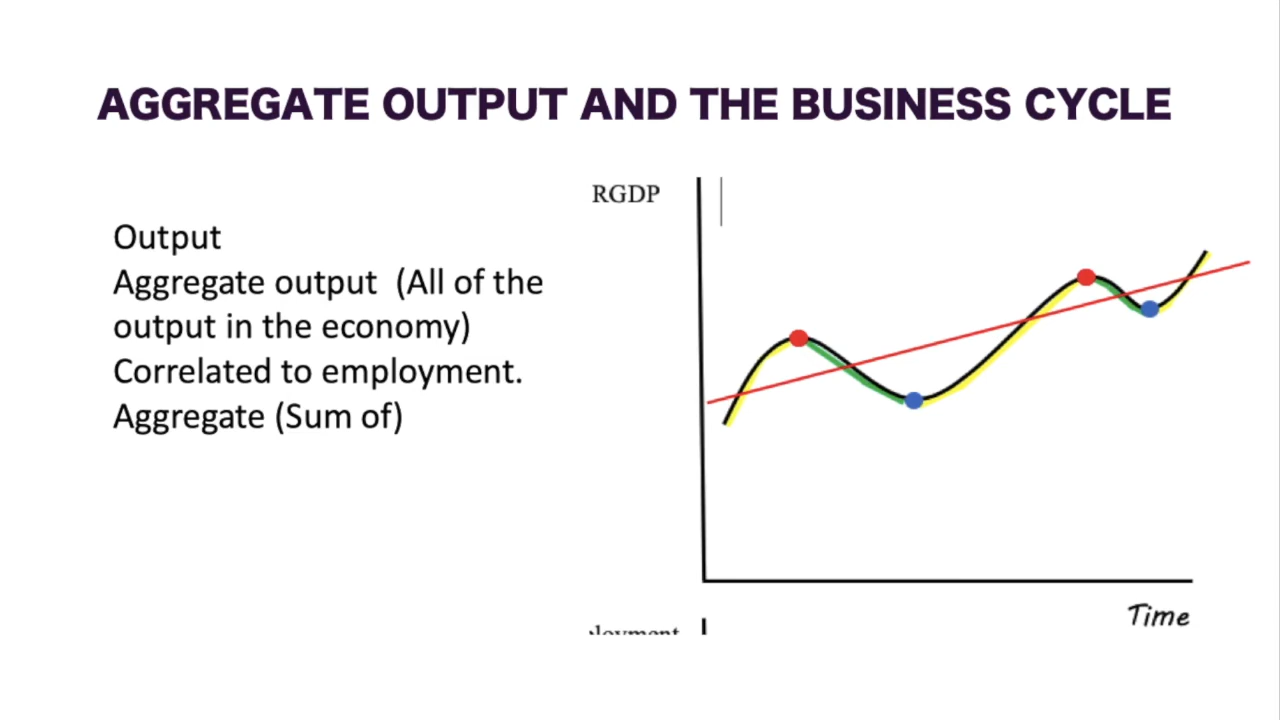 AGGREGATE OUTPUT AND THE BUSINESS CYCLE
RGDP
Output
Aggregate output (All of the
output in the economy)
Correlated to employment.
Aggregate (Sum of)
Time